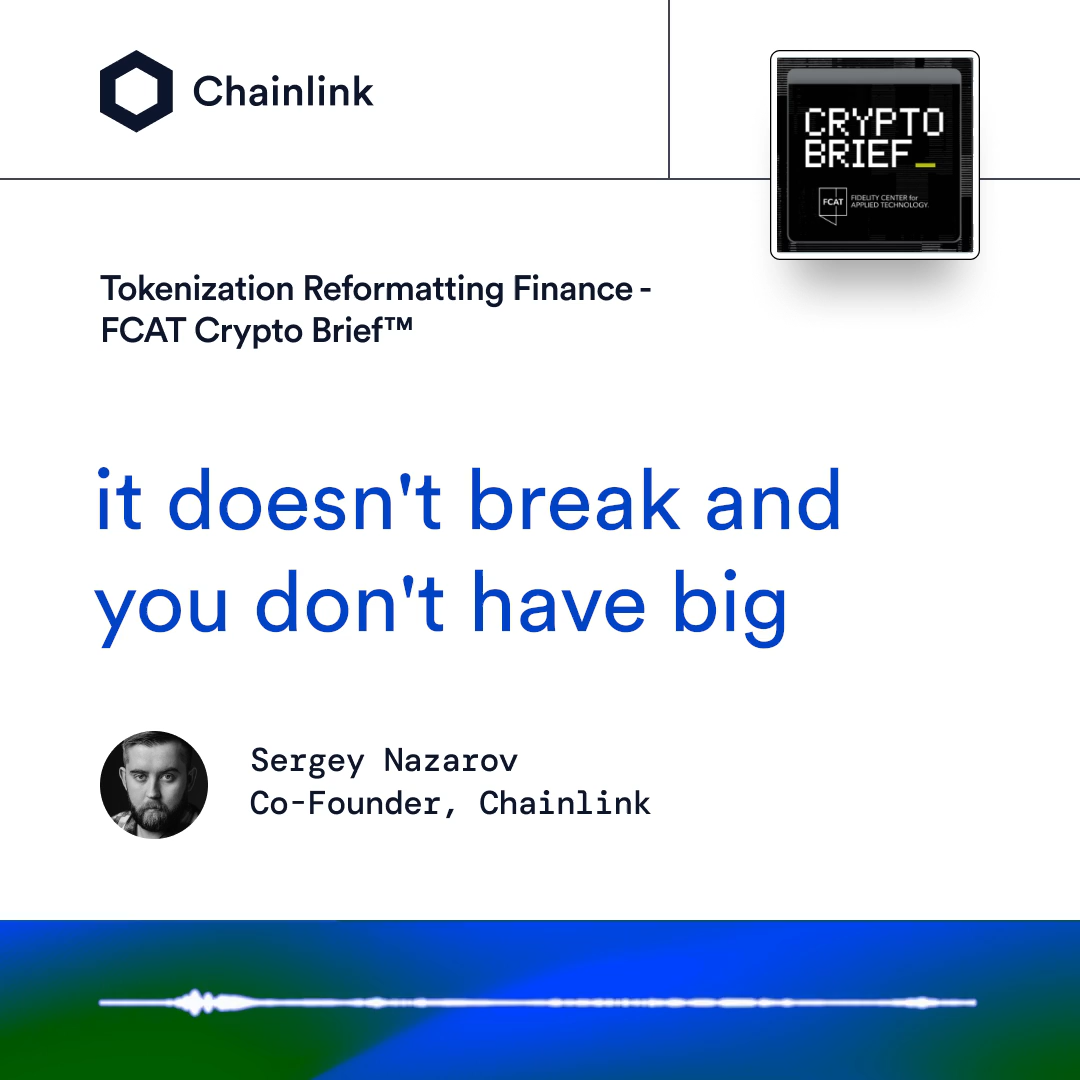 Chainlink
CRYPTO
BRIEF_
FCAT
FIDELITY CENTER for
APPLIED TECHNOLOGY.
Tokenization Reformatting Finance -
FCAT Crypto Brief™
it doesn't break and
you don't have big
Sergey Nazarov
Co-Founder, Chainlink